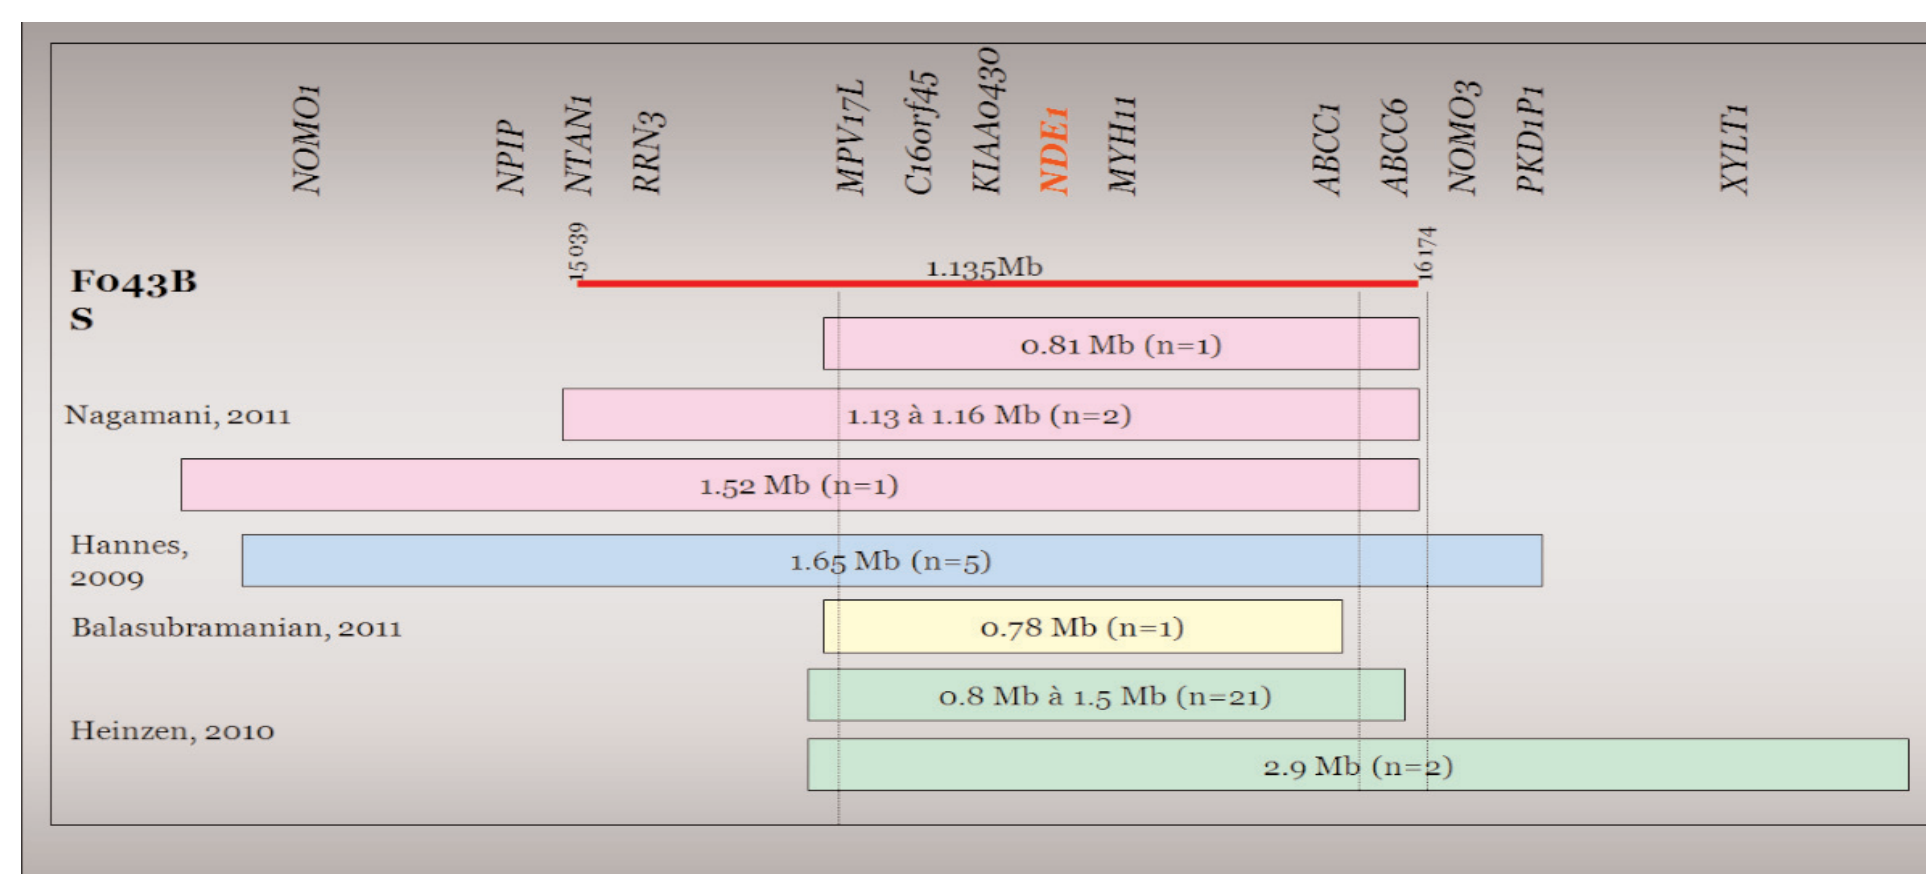 NOMO1
NPIP
NTAN1
RRN3
MPV17L
C16orf45
KIAA0430
NDE1
MYH11
ABCC1
ABCC6
NOMO3
PKD1P1
XYLT1
15 039
1.135Mb
16 174
F043B
S
0.81 Mb (n=1)
Nagamani, 2011
1.13 à 1.16 Mb (n=2)
1.52 Mb (n=1)
Hannes,
2009
1.65 Mb (n=5)
Balasubramanian, 2011
0.78 Mb (n=1)
0.8 Mb à 1.5 Mb (n=21)
Heinzen, 2010
2.9 Mb (n=2)